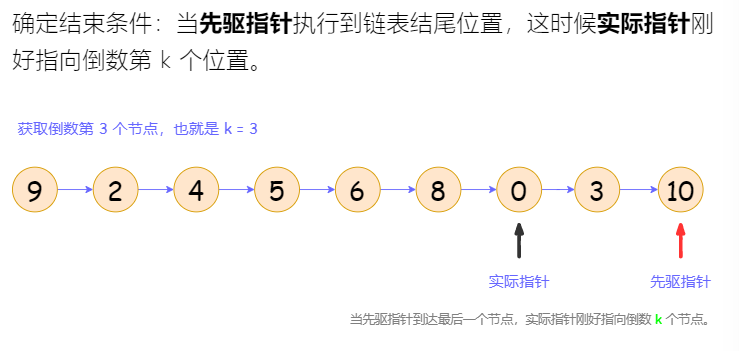 确定结束条件：当先驱指针执行到链表结尾位置，这时候实际指针刚
好指向倒数第 k 个位置。
获取倒数第 3 个节点，也就是 k = 3
9 2 4 5 6 8 0 3 10
实际指针 先驱指针
当先驱指针到达最后一个节点，实际指针刚好指向倒数 k 个节点。